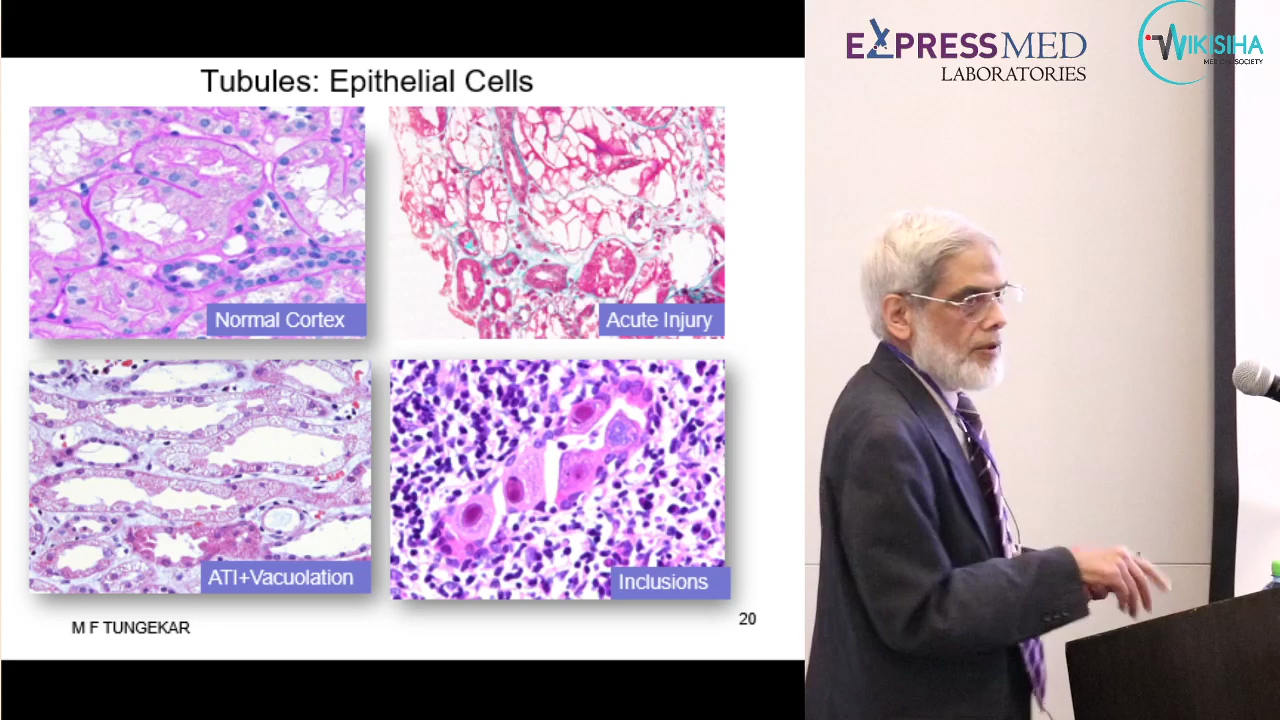 Tubules: Epithelial Cells
Normal Cortex
Acute Injury
ATI+Vacuolation
Inclusions
M F TUNGEKAR
20
EXPRESSMED
LABORATORIES
WIKISIHA